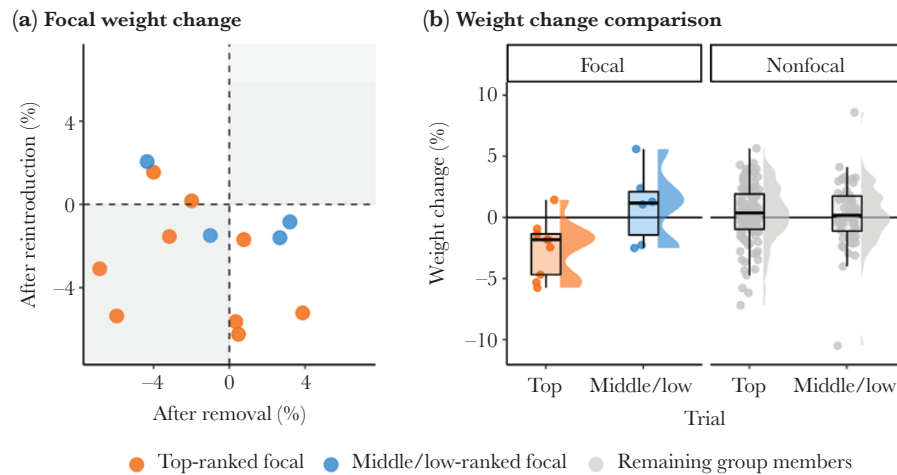 (a) Focal weight change
After reintroduction (%)
4
0
−4
−4
0
4
After removal (%)
(b) Weight change comparison
Focal
Nonfocal
Weight change (%)
10
5
0
−5
−10
Top
Middle/low
Top
Middle/low
Trial
Top-ranked focal
Middle/low-ranked focal
Remaining group members